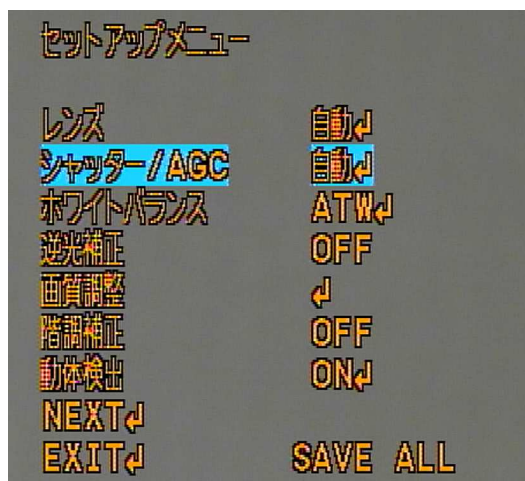 セットアップメニュー
レンズ 自動↲
シャッター/AGC 自動↲
ホワイトバランス ATW↲
逆光補正 OFF
画質調整 ↲
階調補正 OFF
動体検出 ON↲
NEXT↲
EXIT↲ SAVE ALL